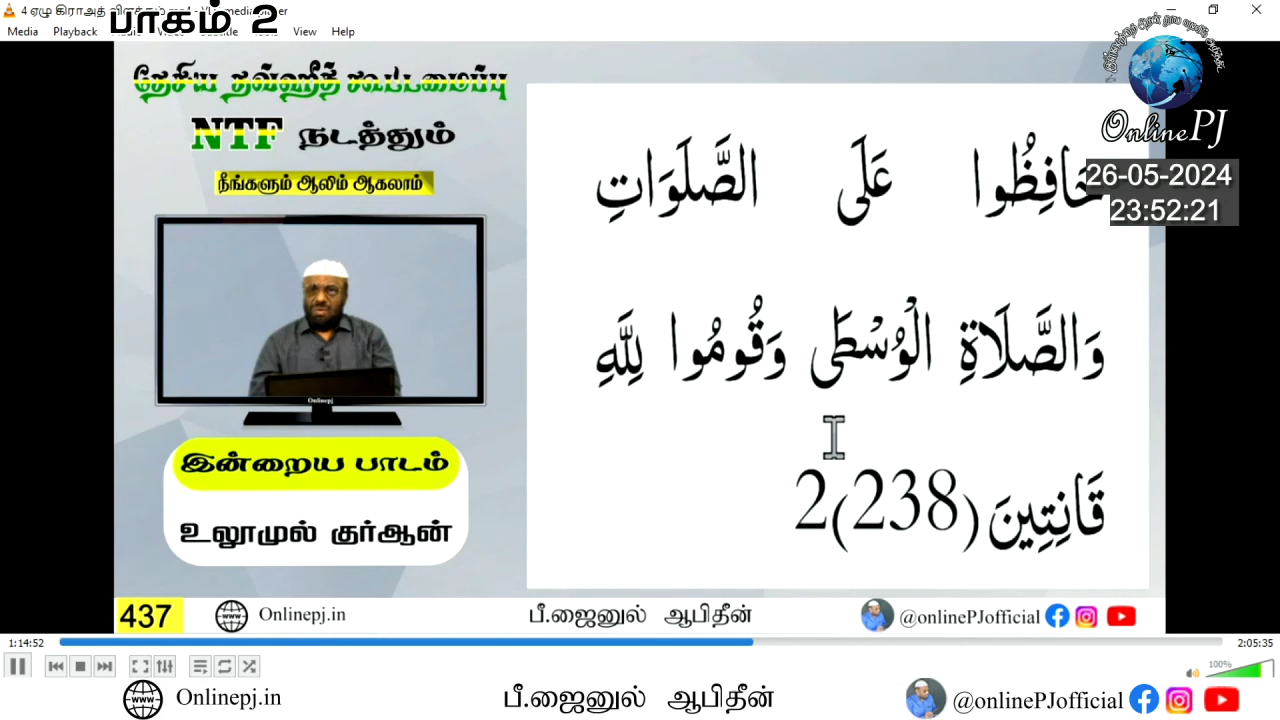 பாகம் 2
Media Playback View Help
தேசிய தவ்ஹீத் கூட்டமைப்பு
NTF நடத்தும்
நீங்களும் ஆலிம் ஆகலாம்
Onlinepj
இன்றைய பாடம்
உலூமுல் குர்ஆன்
حَافِظُوا عَلَى الصَّلَوَاتِ
وَالصَّلَاةِ الْوُسْطَى وَقُومُوا لِلَّهِ
قَانِتِينَ (238)2
OnlinePJ
26-05-2024
23:52:21
437
Onlinepj.in
பீ.ஜைனுல் ஆபிதீன்
@onlinePJofficial
1:14:52
2:05:35
100%
Onlinepj.in
பீ.ஜைனுல் ஆபிதீன்
@onlinePJofficial